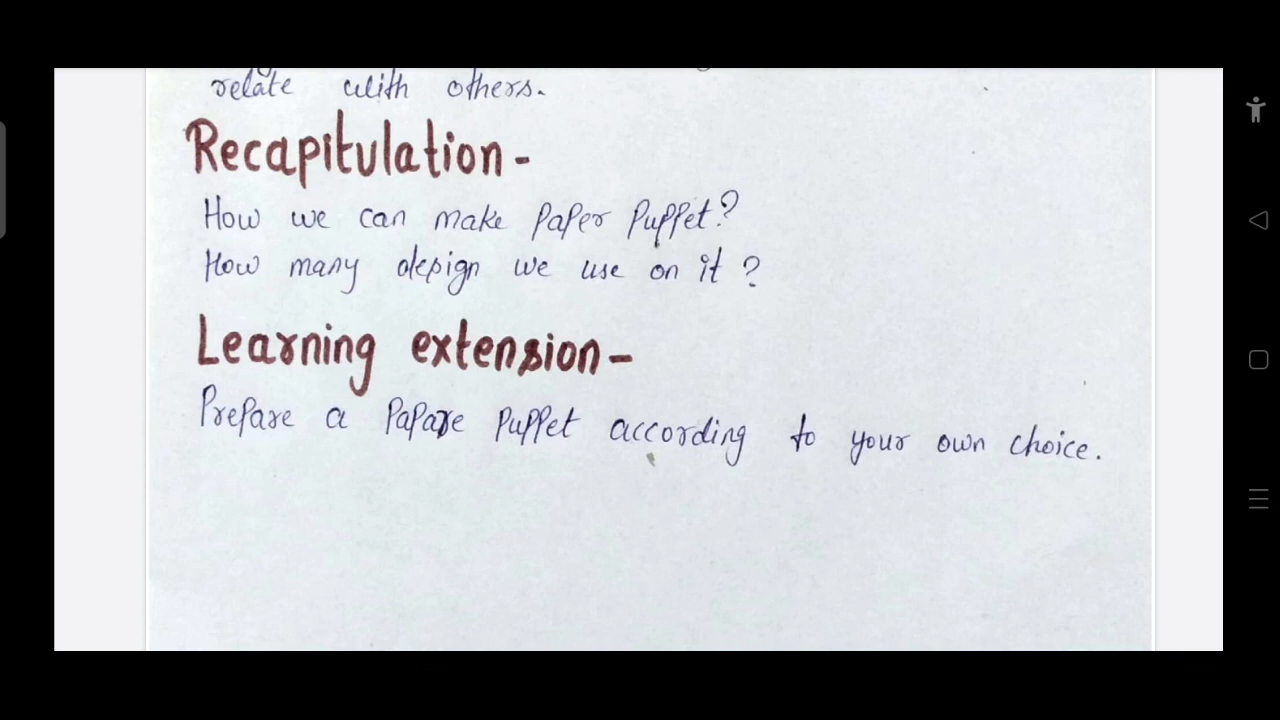 relate with others.
Recapitulation-
How we can make paper puppet?
How many design we use on it ?
Learning extension-
Prepare a papare puppet according to your own choice.